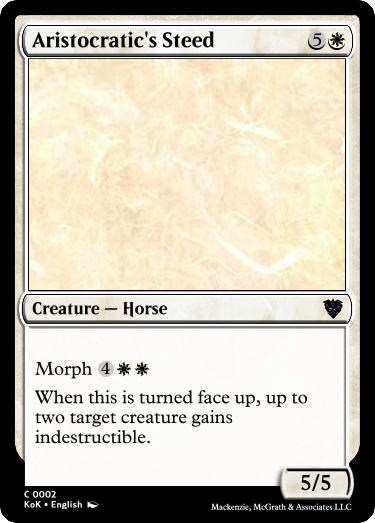 Aristocratic's Steed 5
Creature — Horse
Morph 4
When this is turned face up, up to
two target creature gains
indestructible.
5/5
C 0002
KoK • English
Mackenzie, McGrath & Associates LLC